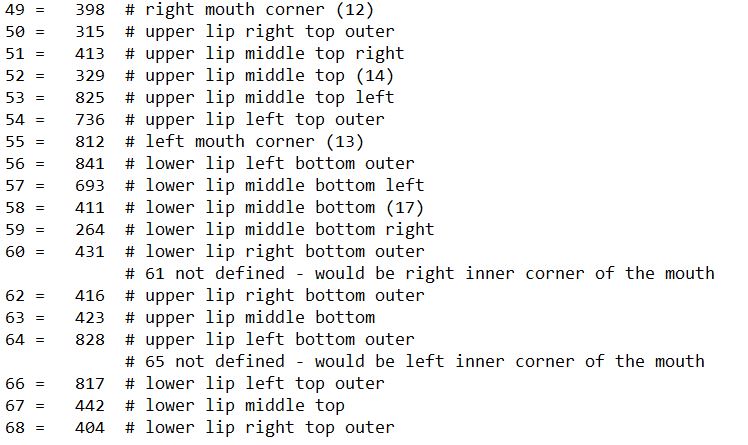 49 = 398 # right mouth corner (12)
50 = 315 # upper lip right top outer
51 = 413 # upper lip middle top right
52 = 329 # upper lip middle top (14)
53 = 825 # upper lip middle top left
54 = 736 # upper lip left top outer
55 = 812 # left mouth corner (13)
56 = 841 # lower lip left bottom outer
57 = 693 # lower lip middle bottom left
58 = 411 # lower lip middle bottom (17)
59 = 264 # lower lip middle bottom right
60 = 431 # lower lip right bottom outer
# 61 not defined - would be right inner corner of the mouth
62 = 416 # upper lip right bottom outer
63 = 423 # upper lip middle bottom
64 = 828 # upper lip left bottom outer
# 65 not defined - would be left inner corner of the mouth
66 = 817 # lower lip left top outer
67 = 442 # lower lip middle top
68 = 404 # lower lip right top outer